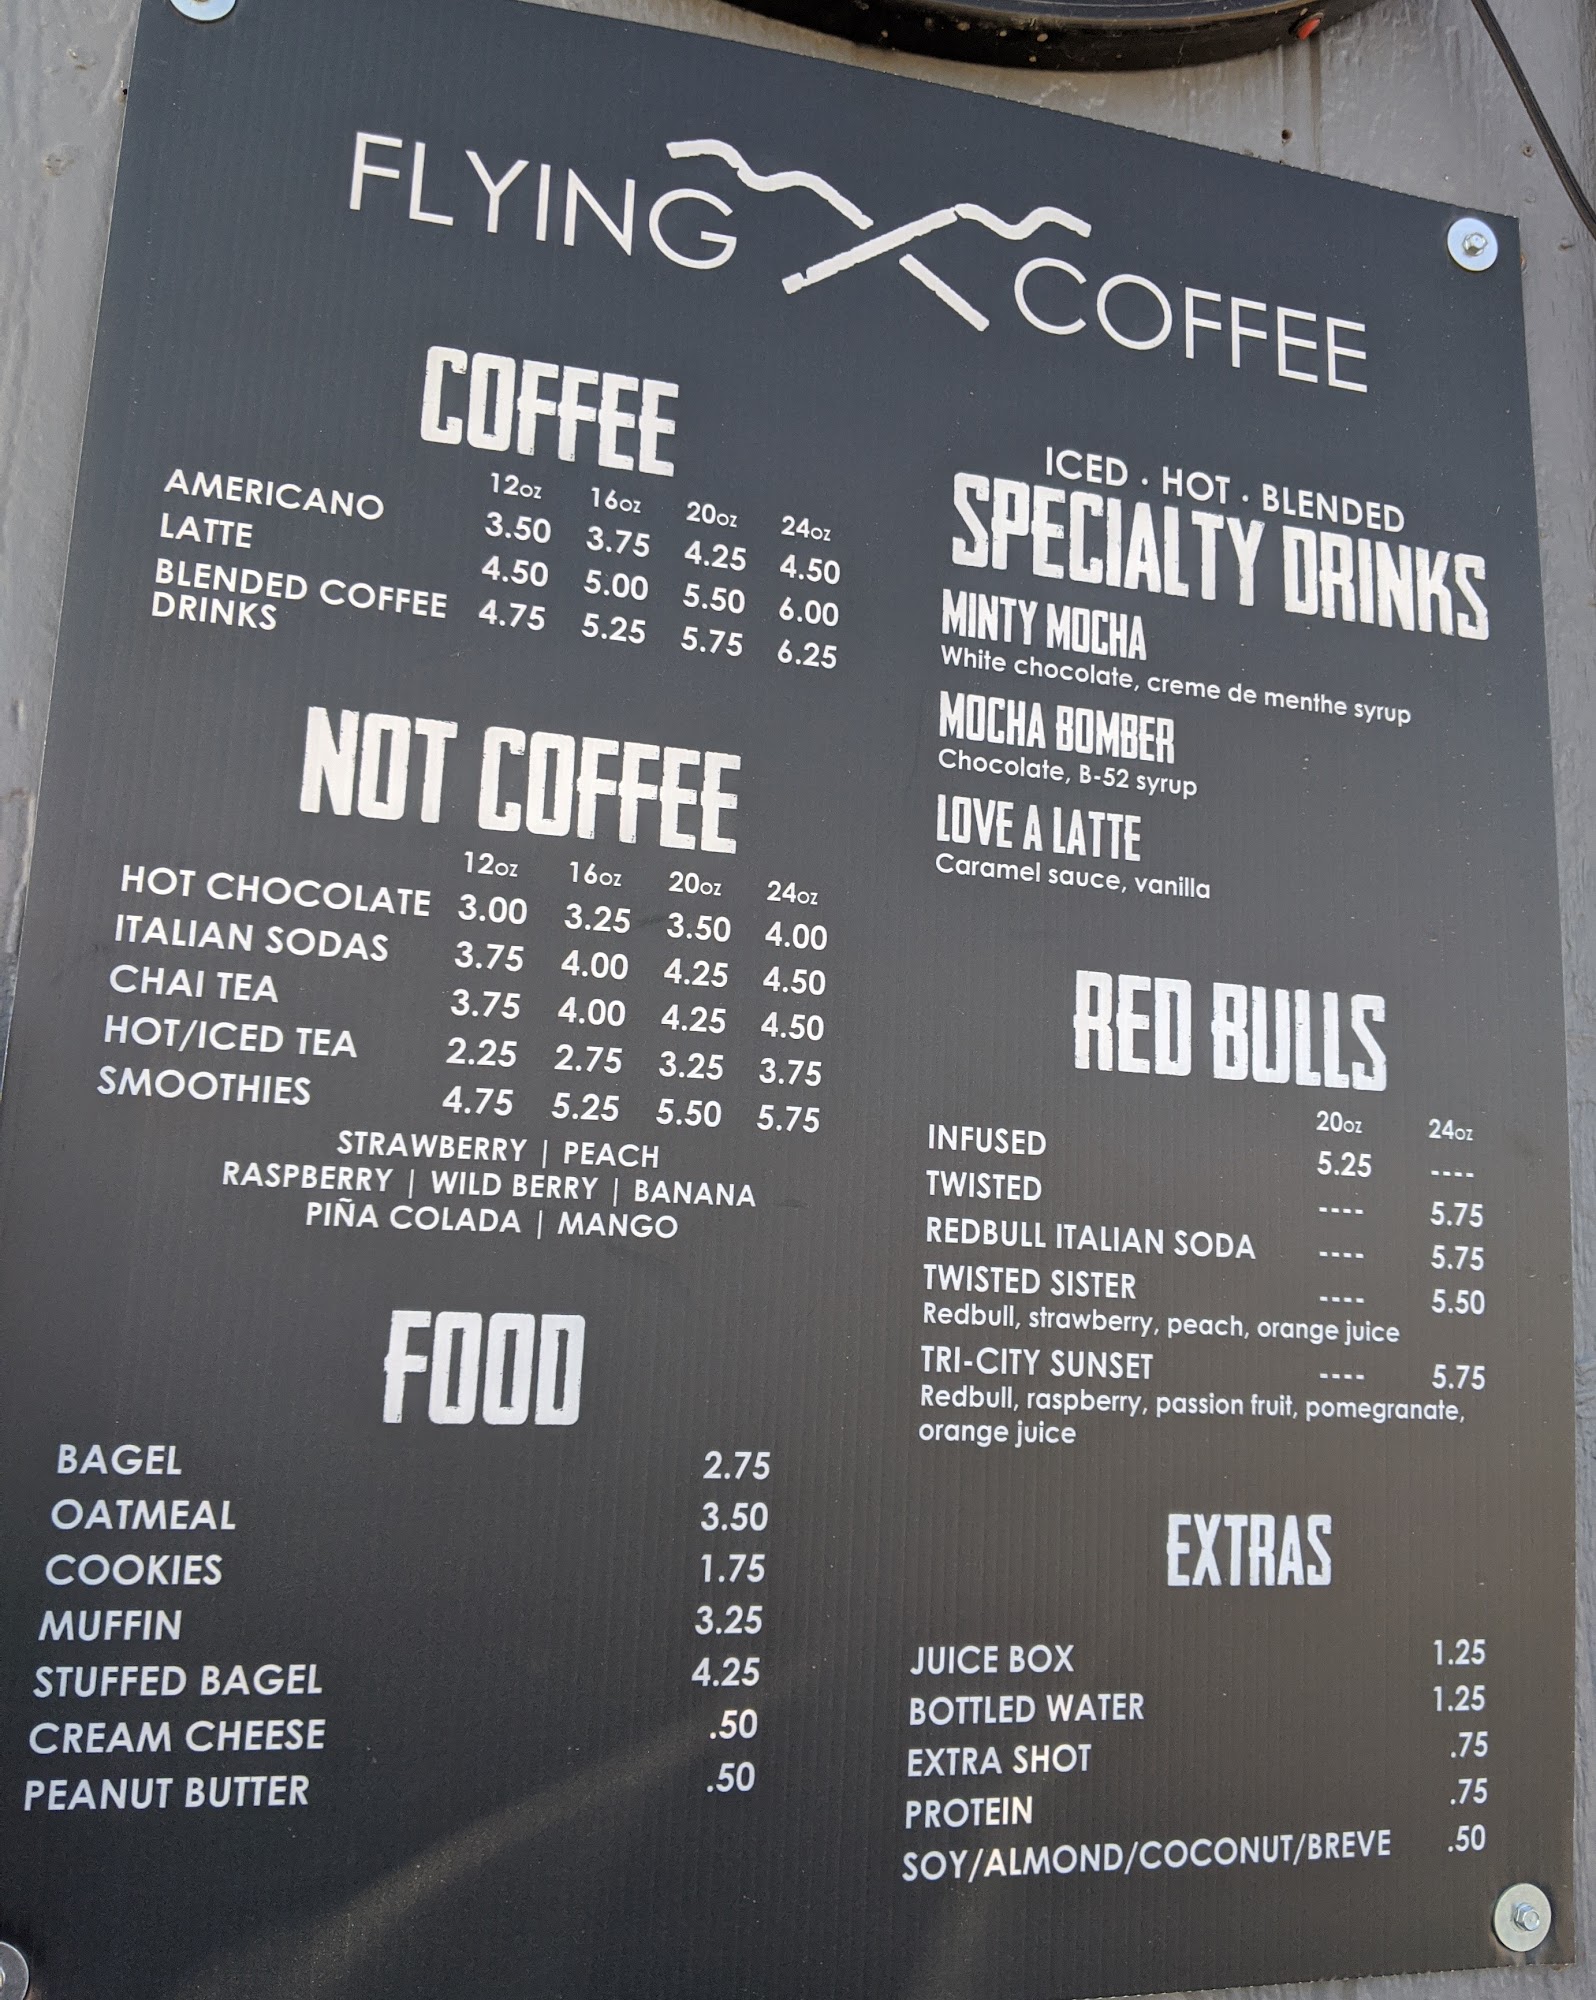 FLYING COFFEE
COFFEE
12oz 16oz 20oz 24oz
AMERICANO 3.50 3.75 4.25 4.50
LATTE 4.50 5.00 5.50 6.00
BLENDED COFFEE 4.75 5.25 5.75 6.25
DRINKS
NOT COFFEE
12oz 16oz 20oz 24oz
HOT CHOCOLATE 3.00 3.25 3.50 4.00
ITALIAN SODAS 3.75 4.00 4.25 4.50
CHAI TEA 3.75 4.00 4.25 4.50
HOT/ICED TEA 2.25 2.75 3.25 3.75
SMOOTHIES 4.75 5.25 5.50 5.75
STRAWBERRY | PEACH
RASPBERRY | WILD BERRY | BANANA
PIÑA COLADA | MANGO
FOOD
BAGEL 2.75
OATMEAL 3.50
COOKIES 1.75
MUFFIN 3.25
STUFFED BAGEL 4.25
CREAM CHEESE .50
PEANUT BUTTER .50
ICED . HOT . BLENDED
SPECIALTY DRINKS
MINTY MOCHA
White chocolate, creme de menthe syrup
MOCHA BOMBER
Chocolate, B-52 syrup
LOVE A LATTE
Caramel sauce, vanilla
RED BULLS
20oz 24oz
INFUSED 5.25 ----
TWISTED ---- 5.75
REDBULL ITALIAN SODA ---- 5.75
TWISTED SISTER ---- 5.50
Redbull, strawberry, peach, orange juice
TRI-CITY SUNSET ---- 5.75
Redbull, raspberry, passion fruit, pomegranate,
orange juice
EXTRAS
JUICE BOX 1.25
BOTTLED WATER 1.25
EXTRA SHOT .75
PROTEIN .75
SOY/ALMOND/COCONUT/BREVE .50